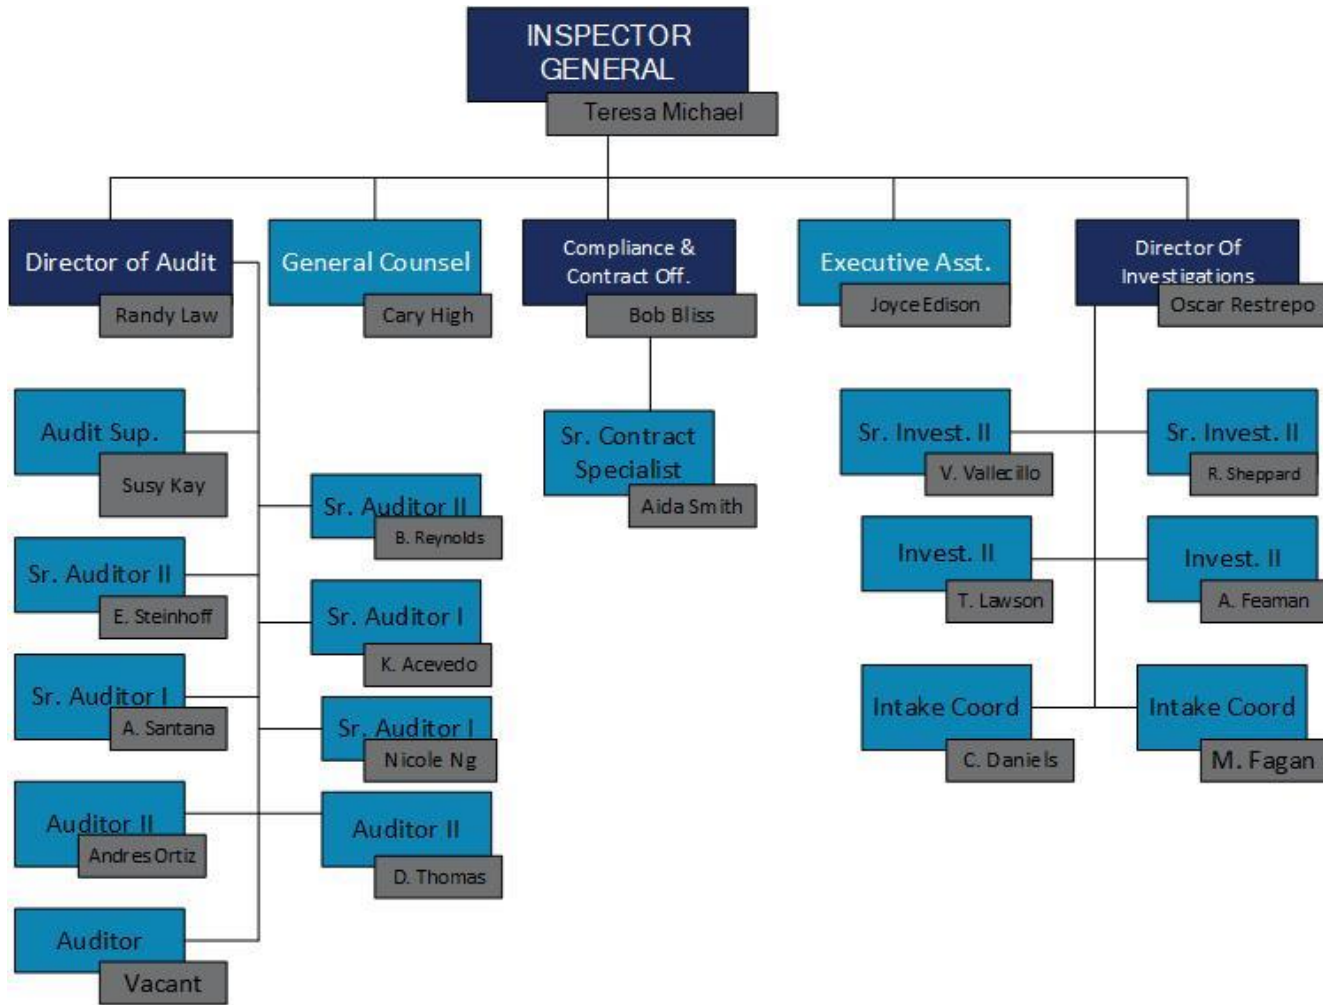 INSPECTOR
GENERAL
Teresa Michael
Director of Audit
Randy Law
General Counsel
Cary High
Compliance &
Contract Off.
Bob Bliss
Executive Asst.
Joyce Edison
Director Of
Investigations
Oscar Restrepo
Audit Sup.
Susy Kay
Sr. Auditor II
B. Reynolds
Sr. Auditor II
E. Steinhoff
Sr. Auditor I
K. Acevedo
Sr. Auditor I
A. Santana
Sr. Auditor I
Nicole Ng
Auditor II
Andres Ortiz
Auditor II
D. Thomas
Auditor
Vacant
Sr. Contract
Specialist
Aida Smith
Sr. Invest. II
V. Vallecillo
Sr. Invest. II
R. Sheppard
Invest. II
T. Lawson
Invest. II
A. Feaman
Intake Coord
C. Daniels
Intake Coord
M. Fagan